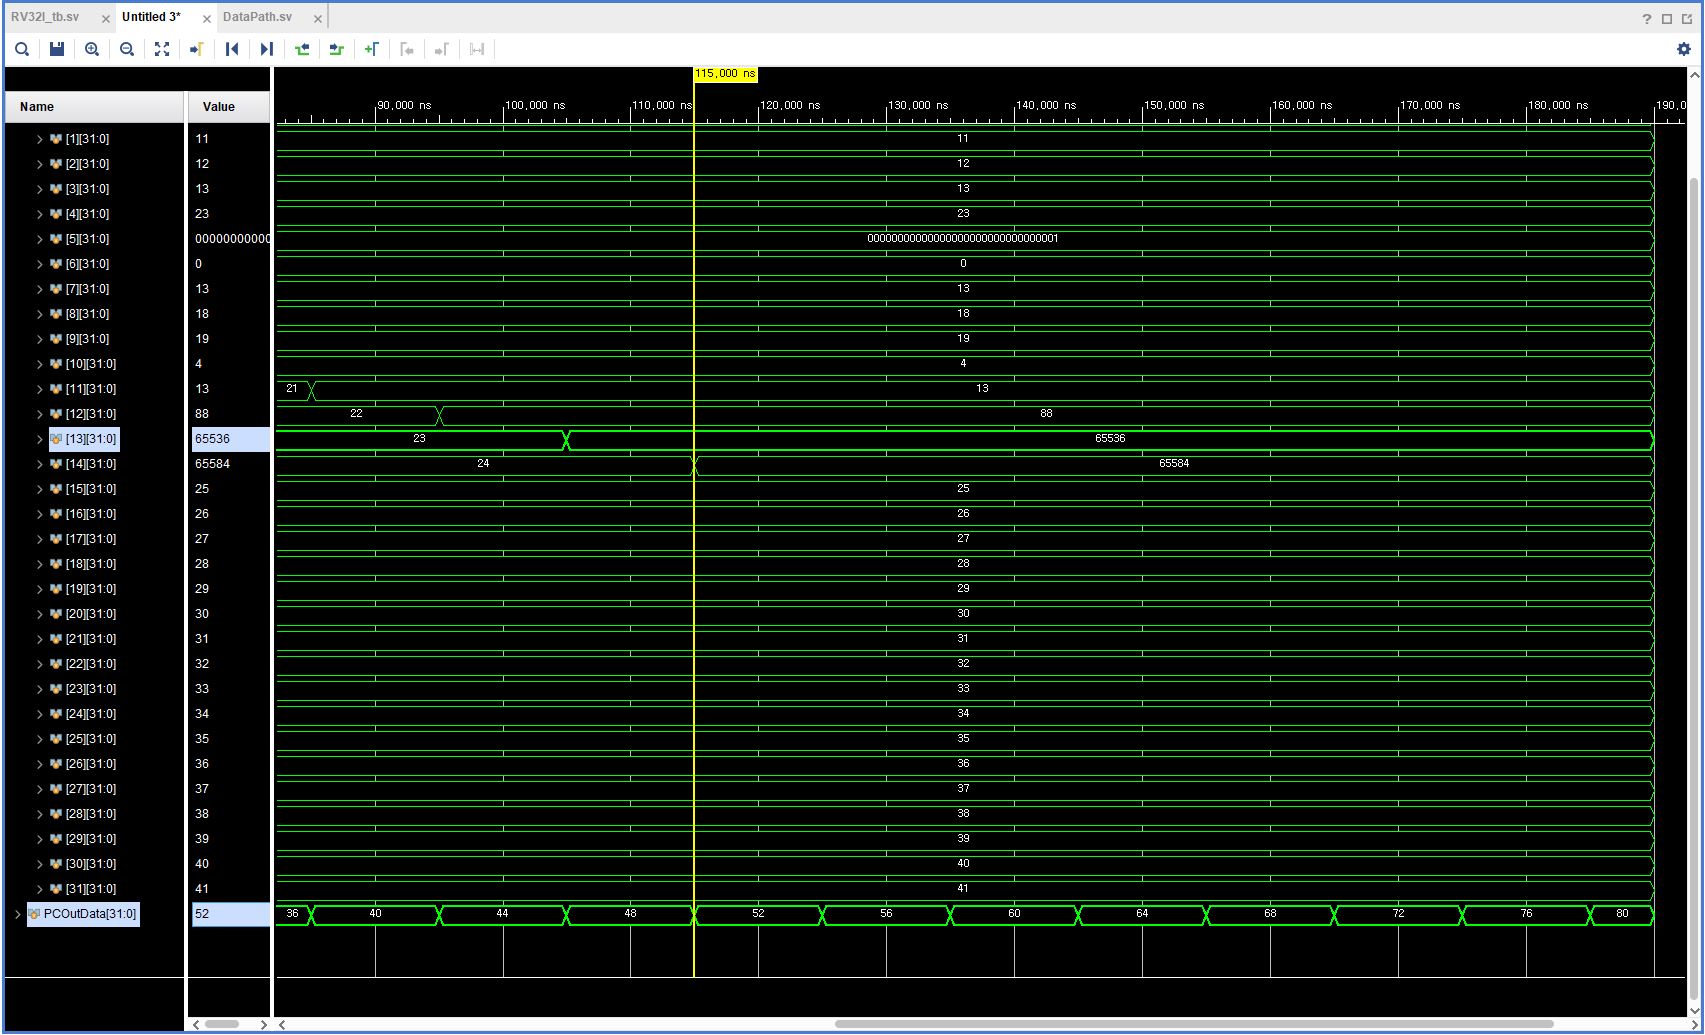 RV32I_tb.sv × Untitled 3* × DataPath.sv ×
115,000 ns
Name Value 90,000 ns 100,000 ns 110,000 ns 120,000 ns 130,000 ns 140,000 ns 150,000 ns 160,000 ns 170,000 ns 180,000 ns 190,0
[1][31:0] 11 11
[2][31:0] 12 12
[3][31:0] 13 13
[4][31:0] 23 23
[5][31:0] 00000000000 00000000000000000000000000000001
[6][31:0] 0 0
[7][31:0] 13 13
[8][31:0] 18 18
[9][31:0] 19 19
[10][31:0] 4 4
[11][31:0] 13 21 13
[12][31:0] 88 22 88
[13][31:0] 65536 23 65536
[14][31:0] 65584 24 65584
[15][31:0] 25 25
[16][31:0] 26 26
[17][31:0] 27 27
[18][31:0] 28 28
[19][31:0] 29 29
[20][31:0] 30 30
[21][31:0] 31 31
[22][31:0] 32 32
[23][31:0] 33 33
[24][31:0] 34 34
[25][31:0] 35 35
[26][31:0] 36 36
[27][31:0] 37 37
[28][31:0] 38 38
[29][31:0] 39 39
[30][31:0] 40 40
[31][31:0] 41 41
PCOutData[31:0] 52 36 40 44 48 52 56 60 64 68 72 76 80